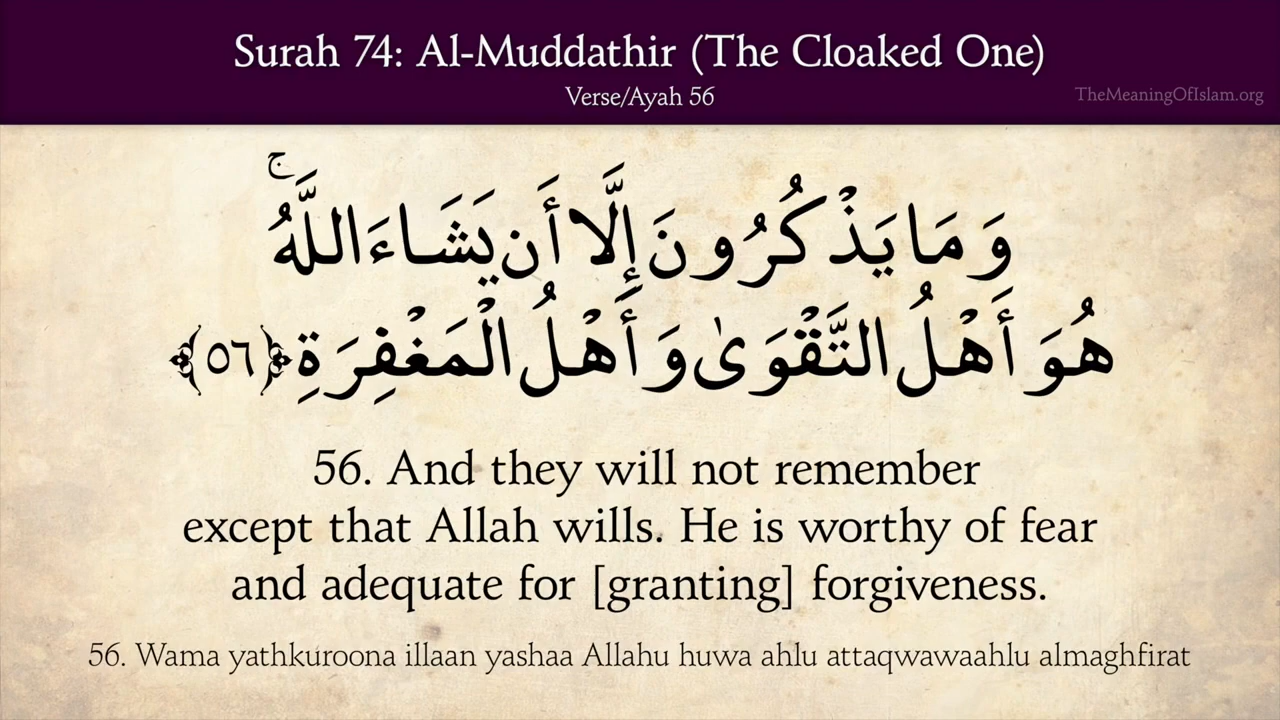 Surah 74: Al-Muddathir (The Cloaked One)
Verse/Ayah 56
TheMeaningOfIslam.org
وَمَا يَذْكُرُونَ إِلَّا أَن يَشَاءَ اللَّهُ ۚ
هُوَ أَهْلُ التَّقْوَىٰ وَأَهْلُ الْمَغْفِرَةِ ﴿٥٦﴾
56. And they will not remember
except that Allah wills. He is worthy of fear
and adequate for [granting] forgiveness.
56. Wama yathkuroona illaan yashaa Allahu huwa ahlu attaqwawaahlu almaghfirat